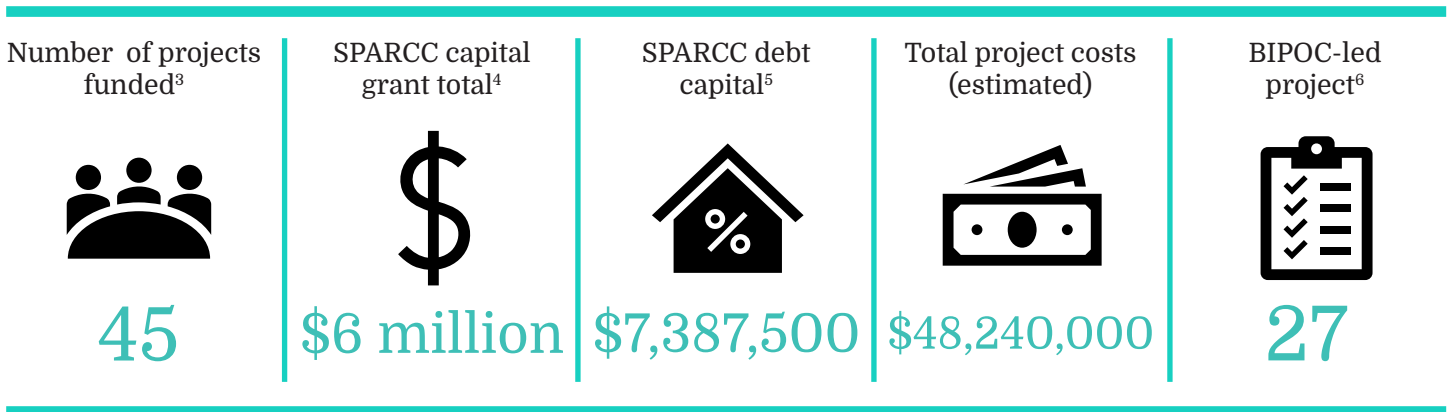 Number of projects
funded³
45
SPARCC capital
grant total⁴
$6 million
SPARCC debt
capital⁵
$7,387,500
Total project costs
(estimated)
$48,240,000
BIPOC-led
project⁶
27